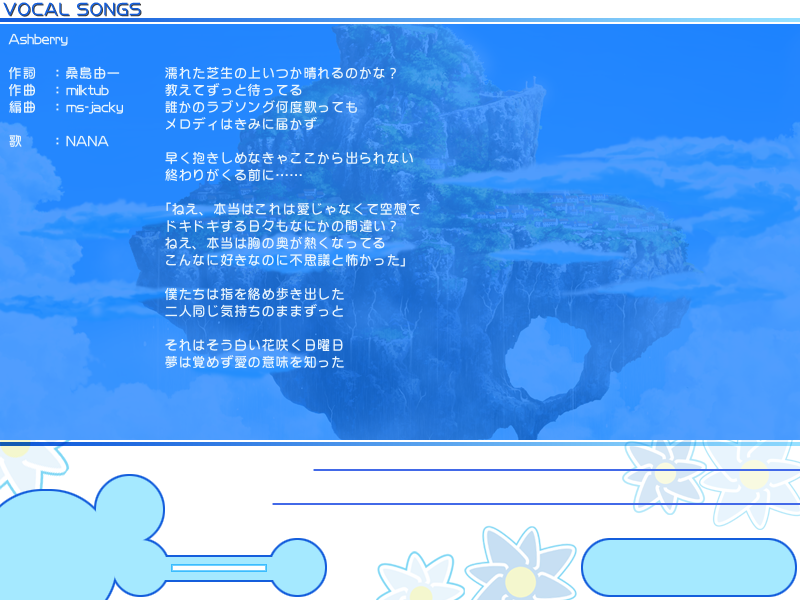 VOCAL SONGS
Ashberry
作詞 : 桑島由一
作曲 : milktub
編曲 : ms-jacky
歌 : NANA
濡れた芝生の上いつか晴れるのかな？
教えてずっと待ってる
誰かのラブソング何度歌っても
メロディはきみに届かず
早く抱きしめなきゃここから出られない
終わりがくる前に……
「ねえ、本当はこれは愛じゃなくて空想で
ドキドキする日々もなにかの間違い？
ねえ、本当は胸の奥が熱くなってる
こんなに好きなのに不思議と怖かった」
僕たちは指を絡め歩き出した
二人同じ気持ちのままずっと
それはそう白い花咲く日曜日
夢は覚めず愛の意味を知った